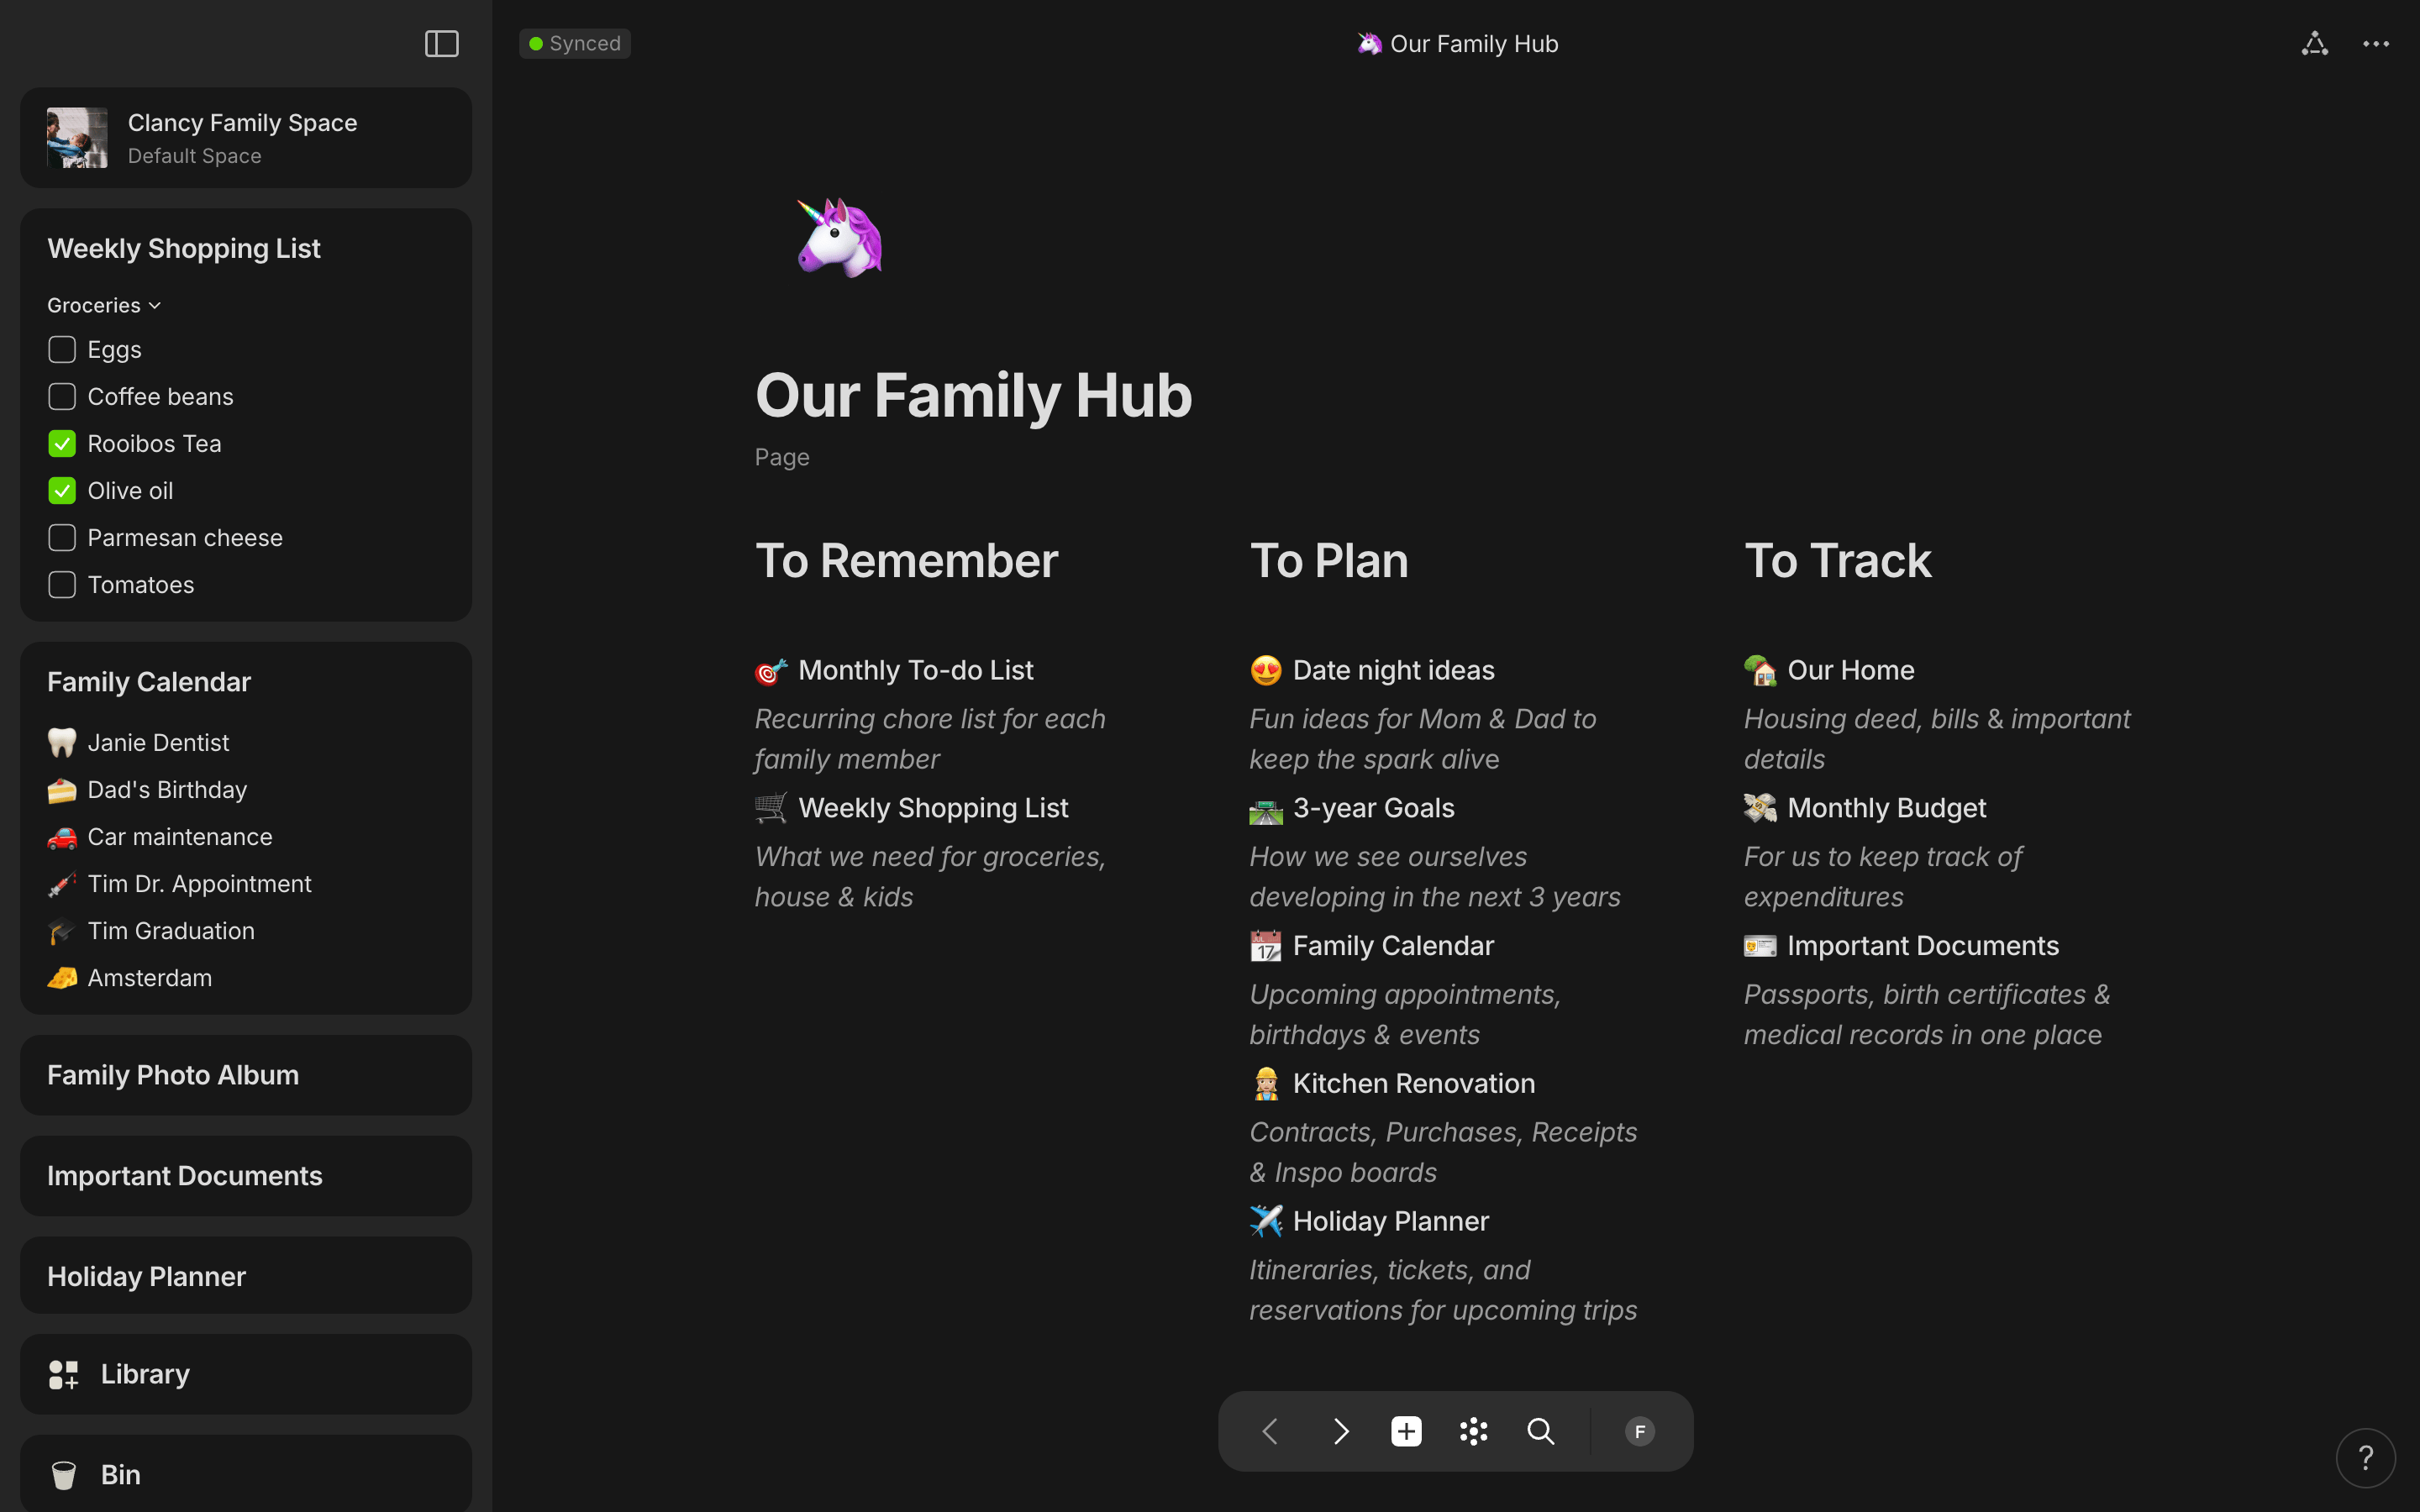 Synced
🦄 Our Family Hub
Clancy Family Space
Default Space
Weekly Shopping List
Groceries
Eggs
Coffee beans
Rooibos Tea
Olive oil
Parmesan cheese
Tomatoes
Family Calendar
Janie Dentist
Dad's Birthday
Car maintenance
Tim Dr. Appointment
Tim Graduation
Amsterdam
Family Photo Album
Important Documents
Holiday Planner
Library
Bin
Our Family Hub
Page
To Remember
Monthly To-do List
Recurring chore list for each
family member
Weekly Shopping List
What we need for groceries,
house & kids
To Plan
Date night ideas
Fun ideas for Mom & Dad to
keep the spark alive
3-year Goals
How we see ourselves
developing in the next 3 years
Family Calendar
Upcoming appointments,
birthdays & events
Kitchen Renovation
Contracts, Purchases, Receipts
& Inspo boards
Holiday Planner
Itineraries, tickets, and
reservations for upcoming trips
To Track
Our Home
Housing deed, bills & important
details
Monthly Budget
For us to keep track of
expenditures
Important Documents
Passports, birth certificates &
medical records in one place
F
?